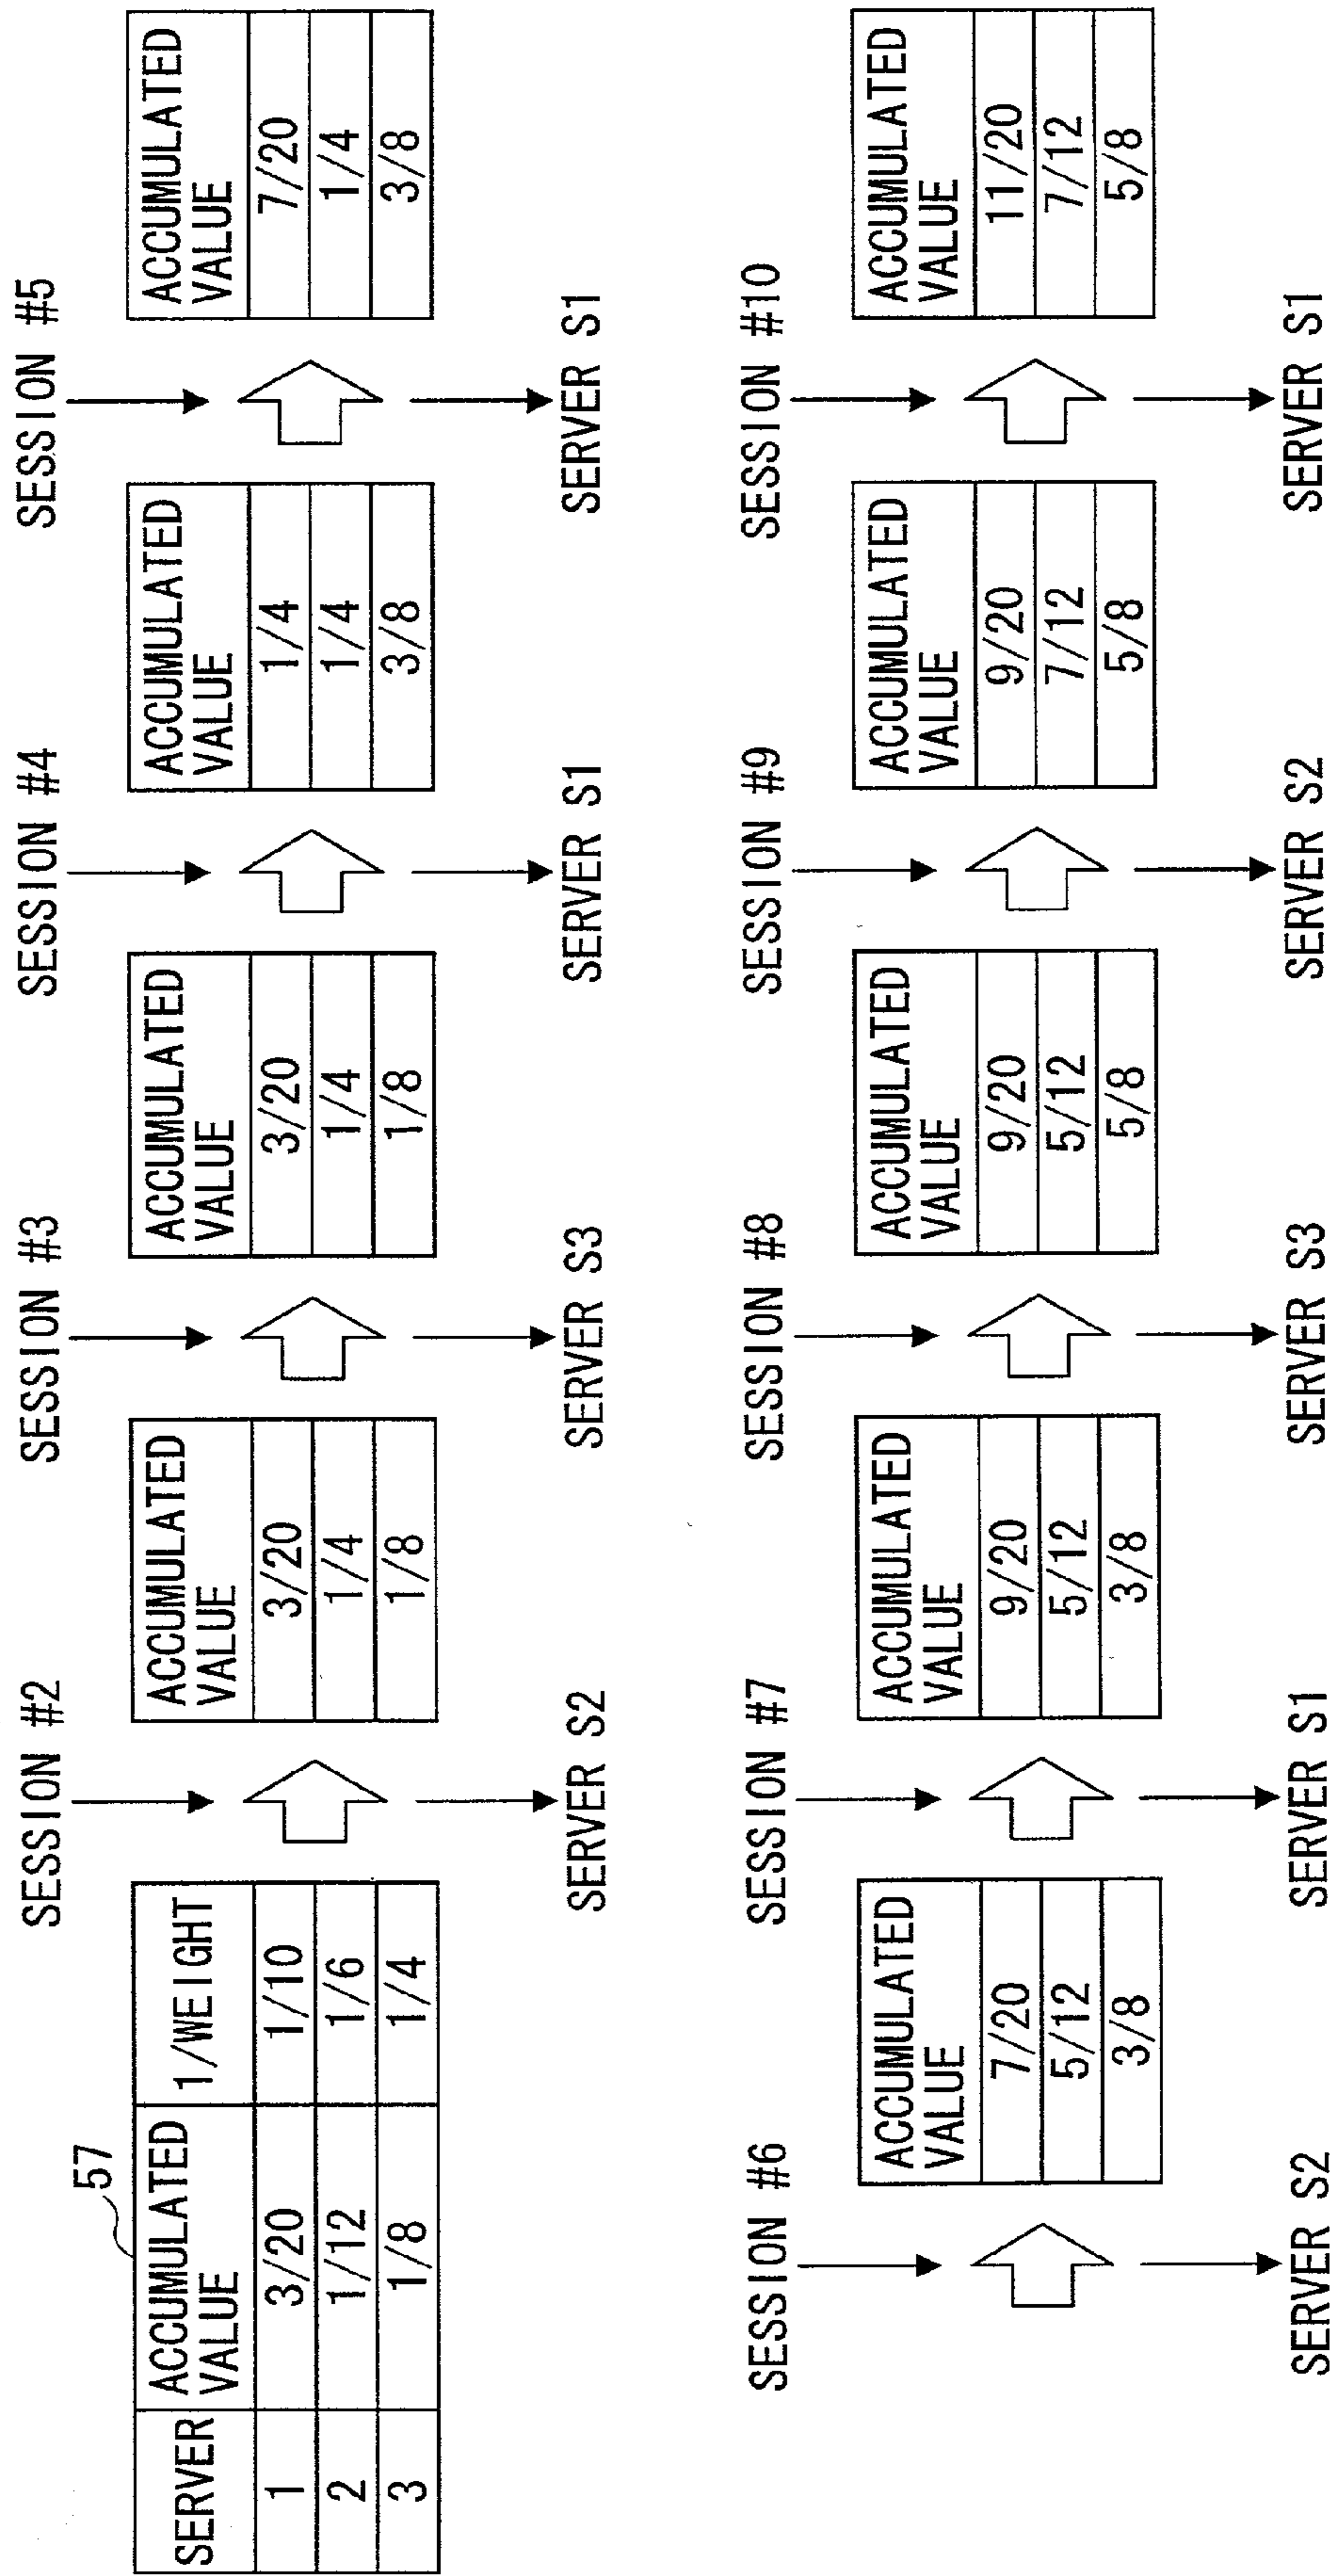 57
SERVER
ACCUMULATED
VALUE
1/WEIGHT
1
3/20
1/10
2
1/12
1/6
3
1/8
1/4
SESSION #2
SERVER S2
ACCUMULATED
VALUE
3/20
1/4
1/8
SESSION #3
SERVER S3
ACCUMULATED
VALUE
3/20
1/4
1/8
SESSION #4
SERVER S1
ACCUMULATED
VALUE
1/4
1/4
3/8
SESSION #5
SERVER S1
ACCUMULATED
VALUE
7/20
1/4
3/8
SESSION #6
SERVER S2
ACCUMULATED
VALUE
7/20
5/12
3/8
SESSION #7
SERVER S1
ACCUMULATED
VALUE
9/20
5/12
3/8
SESSION #8
SERVER S3
ACCUMULATED
VALUE
9/20
5/12
5/8
SESSION #9
SERVER S2
ACCUMULATED
VALUE
9/20
7/12
5/8
SESSION #10
SERVER S1
ACCUMULATED
VALUE
11/20
7/12
5/8